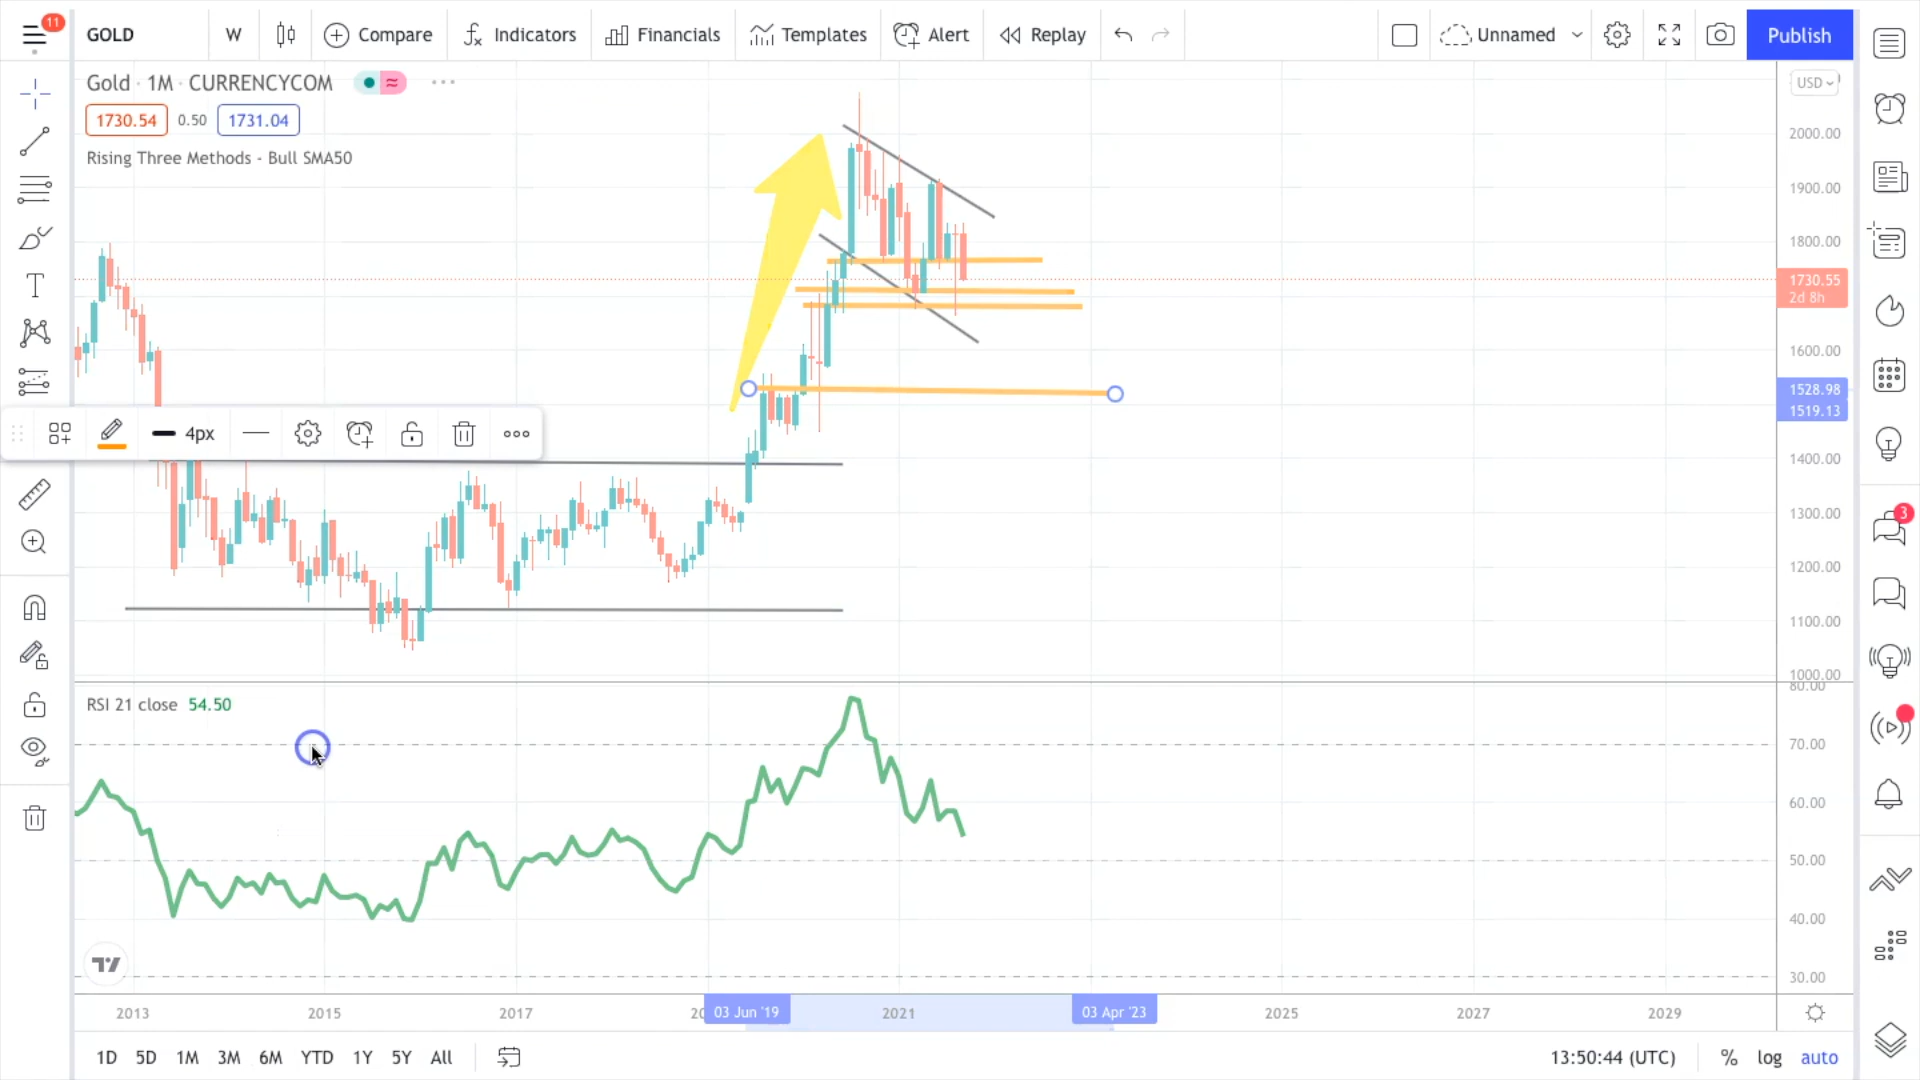 11
GOLD
W
Compare
Indicators
Financials
Templates
Alert
Replay
Unnamed
Publish
Gold · 1M · CURRENCYCOM
USD
1730.54 0.50 1731.04
Rising Three Methods - Bull SMA50
2000.00
1900.00
1800.00
1730.55
2d 8h
1600.00
1528.98
1519.13
4px
1400.00
1300.00
3
1200.00
1100.00
1000.00
80.00
RSI 21 close 54.50
70.00
60.00
50.00
40.00
30.00
2013 2015 2017 03 Jun '19 2021 03 Apr '23 2025 2027 2029
1D 5D 1M 3M 6M YTD 1Y 5Y All
13:50:44 (UTC) % log auto